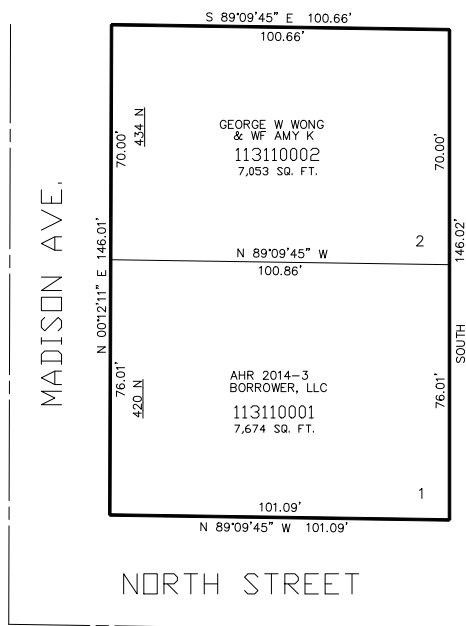 S 89°09'45" E 100.66'
100.66'
70.00'
434 N
GEORGE W WONG
& WF AMY K
113110002
7,053 SQ. FT.
70.00'
2
MADISON AVE.
N 00°12'11" E 146.01'
N 89°09'45" W
100.86'
146.02'
SOUTH
76.01'
420 N
AHR 2014-3
BORROWER, LLC
113110001
7,674 SQ. FT.
76.01'
1
101.09'
N 89°09'45" W 101.09'
NORTH STREET